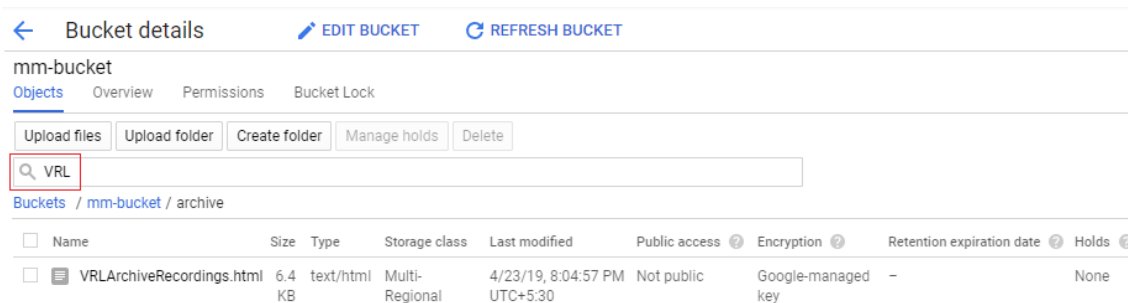 Bucket details EDIT BUCKET REFRESH BUCKET
mm-bucket
Objects Overview Permissions Bucket Lock
Upload files Upload folder Create folder Manage holds Delete
VRL
Buckets / mm-bucket / archive
Name Size Type Storage class Last modified Public access Encryption Retention expiration date Holds
VRLArchiveRecordings.html 6.4 text/html Multi- 4/23/19, 8:04:57 PM Not public Google-managed – None
KB Regional UTC+5:30 key